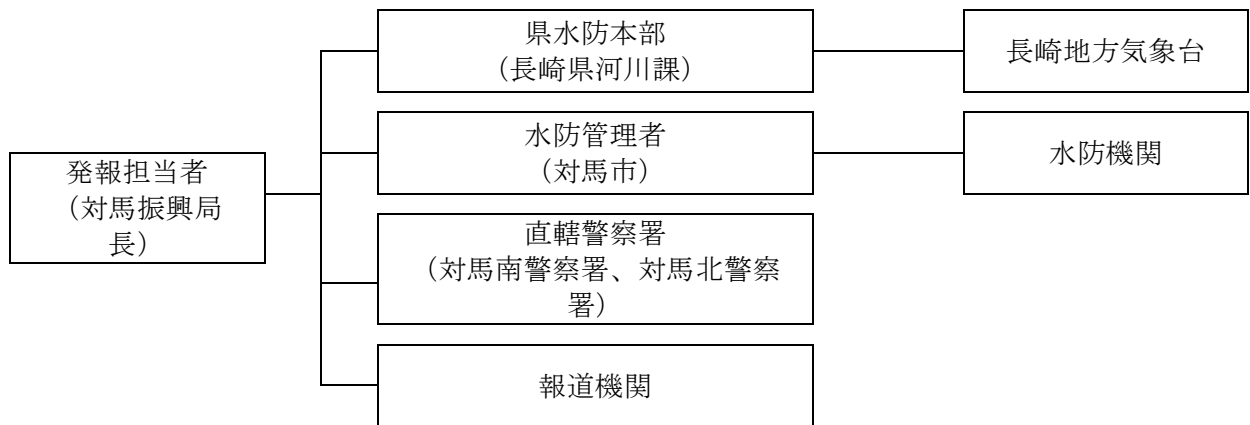 発報担当者
（対馬振興局
長）
県水防本部
（長崎県河川課）
長崎地方気象台
水防管理者
（対馬市）
水防機関
直轄警察署
（対馬南警察署、対馬北警察
署）
報道機関